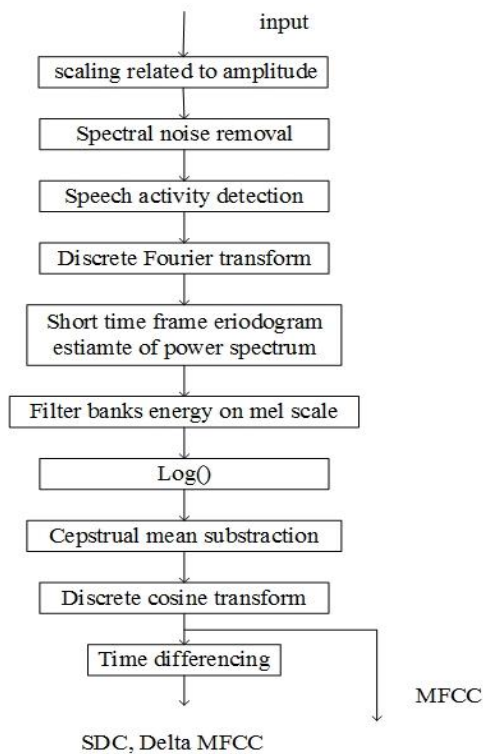 input
scaling related to amplitude
Spectral noise removal
Speech activity detection
Discrete Fourier transform
Short time frame eriodogram
estiamte of power spectrum
Filter banks energy on mel scale
Log()
Cepstrual mean substraction
Discrete cosine transform
Time differencing
MFCC
SDC, Delta MFCC